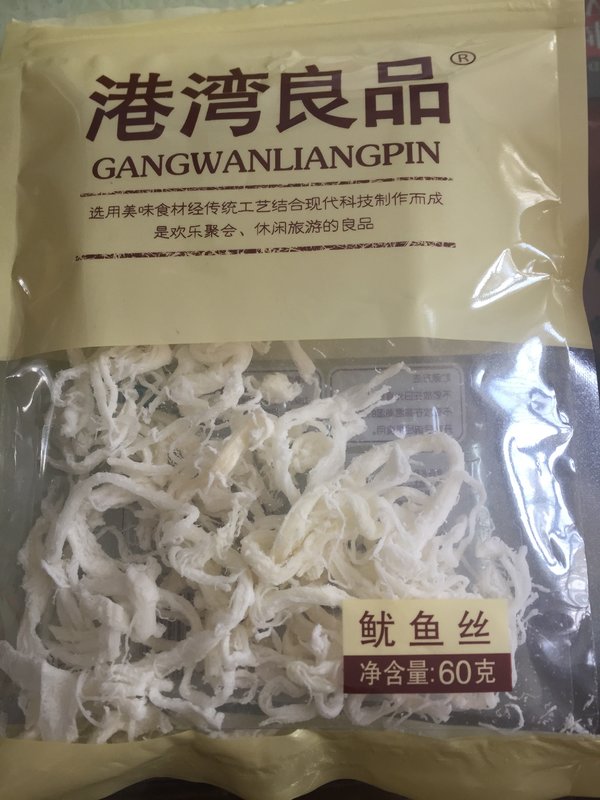 港湾良品®
GANGWANLIANGPIN
选用美味食材经传统工艺结合现代科技制作而成
是欢乐聚会、休闲旅游的良品
鱿鱼丝
净含量:60克